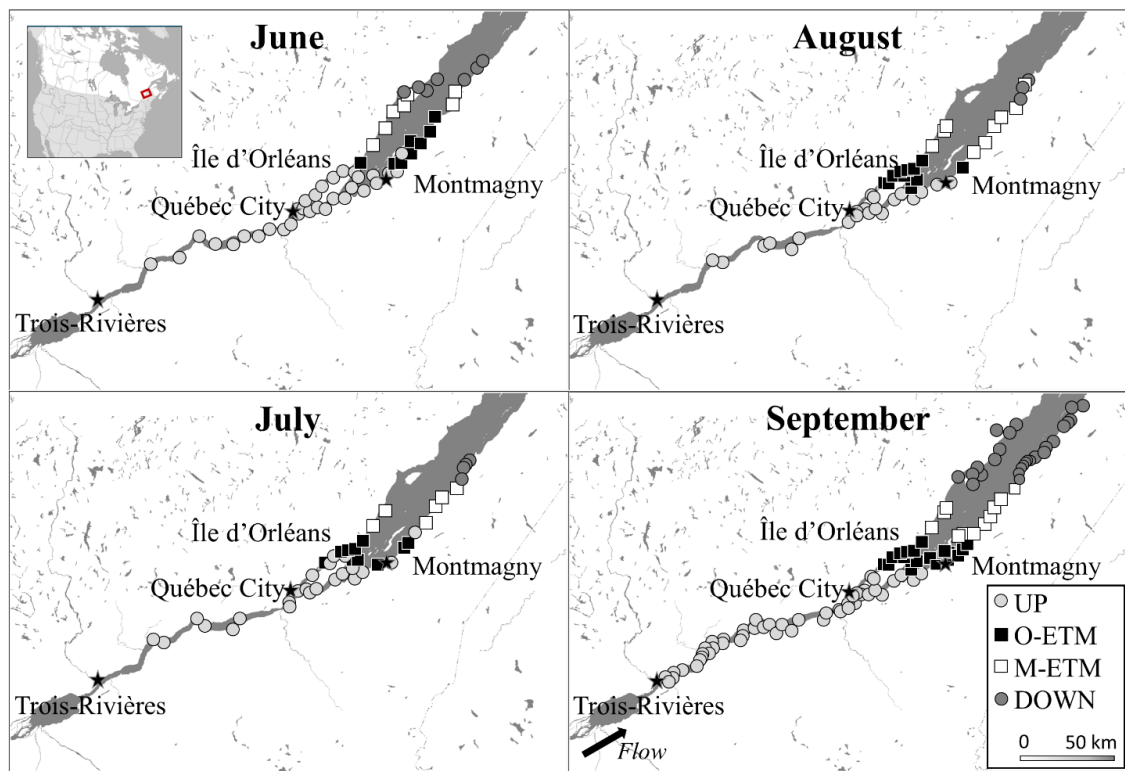 June
Île d'Orléans
Québec City
Montmagny
Trois-Rivières
August
Île d'Orléans
Québec City
Montmagny
Trois-Rivières
July
Île d'Orléans
Québec City
Montmagny
Trois-Rivières
September
Île d'Orléans
Québec City
Montmagny
Trois-Rivières
Flow
UP
O-ETM
M-ETM
DOWN
0 50 km